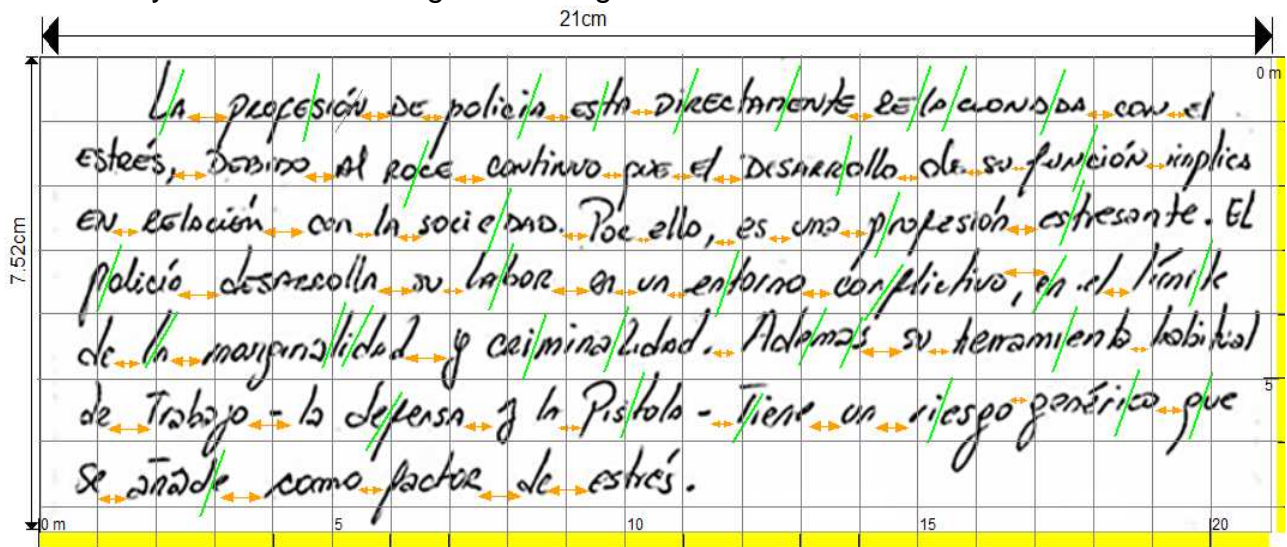 21cm
7.52cm
0 m
LA PROFESIÓN DE policía ESTA DIRECTAMENTE RELACIONADA CON El
ESTRÉS, DEBIDO Al ROCE CONTINUO QUE El DESARROllo de su función implica
EN RElación con la sociEDAD. Por ello, es una profesión estresante. El
policía desarrolla su labor en un entorno conflictivo, en el límite
de la marginalidad y criminalidad. Además su herramienta habitual
de Trabajo - la defensa y la Pistola - Tiene un riesgo genérico que
se añade como factor de estrés.
5
0 m 5 10 15 20